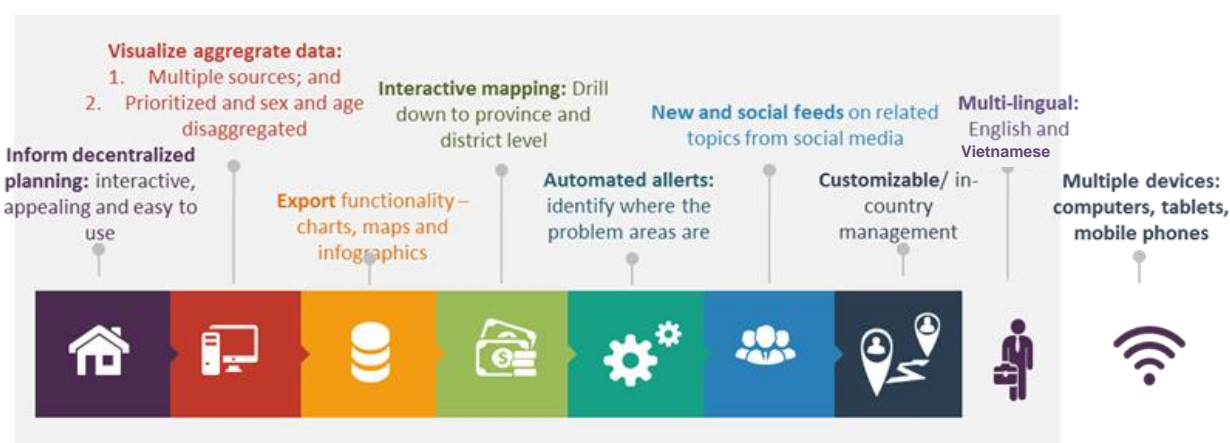 Inform decentralized
planning: interactive,
appealing and easy to
use
Visualize aggregrate data:
1. Multiple sources; and
2. Prioritized and sex and age
disaggregated
Export functionality –
charts, maps and
infographics
Interactive mapping: Drill
down to province and
district level
Automated allerts:
identify where the
problem areas are
New and social feeds on related
topics from social media
Customizable/ in-
country
management
Multi-lingual:
English and
Vietnamese
Multiple devices:
computers, tablets,
mobile phones
$